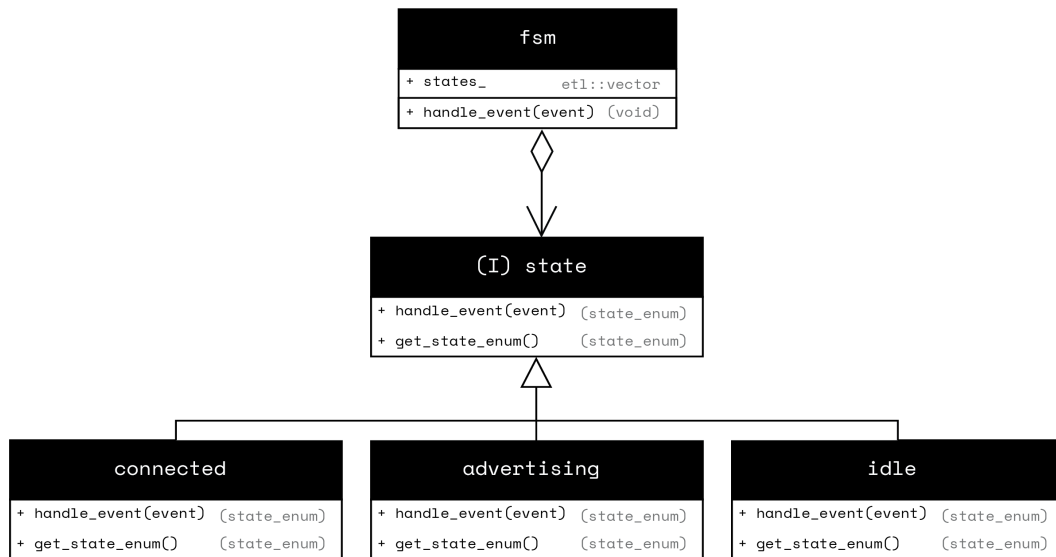 fsm
+ states_ etl::vector
+ handle_event(event) (void)
(I) state
+ handle_event(event) (state_enum)
+ get_state_enum() (state_enum)
connected
+ handle_event(event) (state_enum)
+ get_state_enum() (state_enum)
advertising
+ handle_event(event) (state_enum)
+ get_state_enum() (state_enum)
idle
+ handle_event(event) (state_enum)
+ get_state_enum() (state_enum)